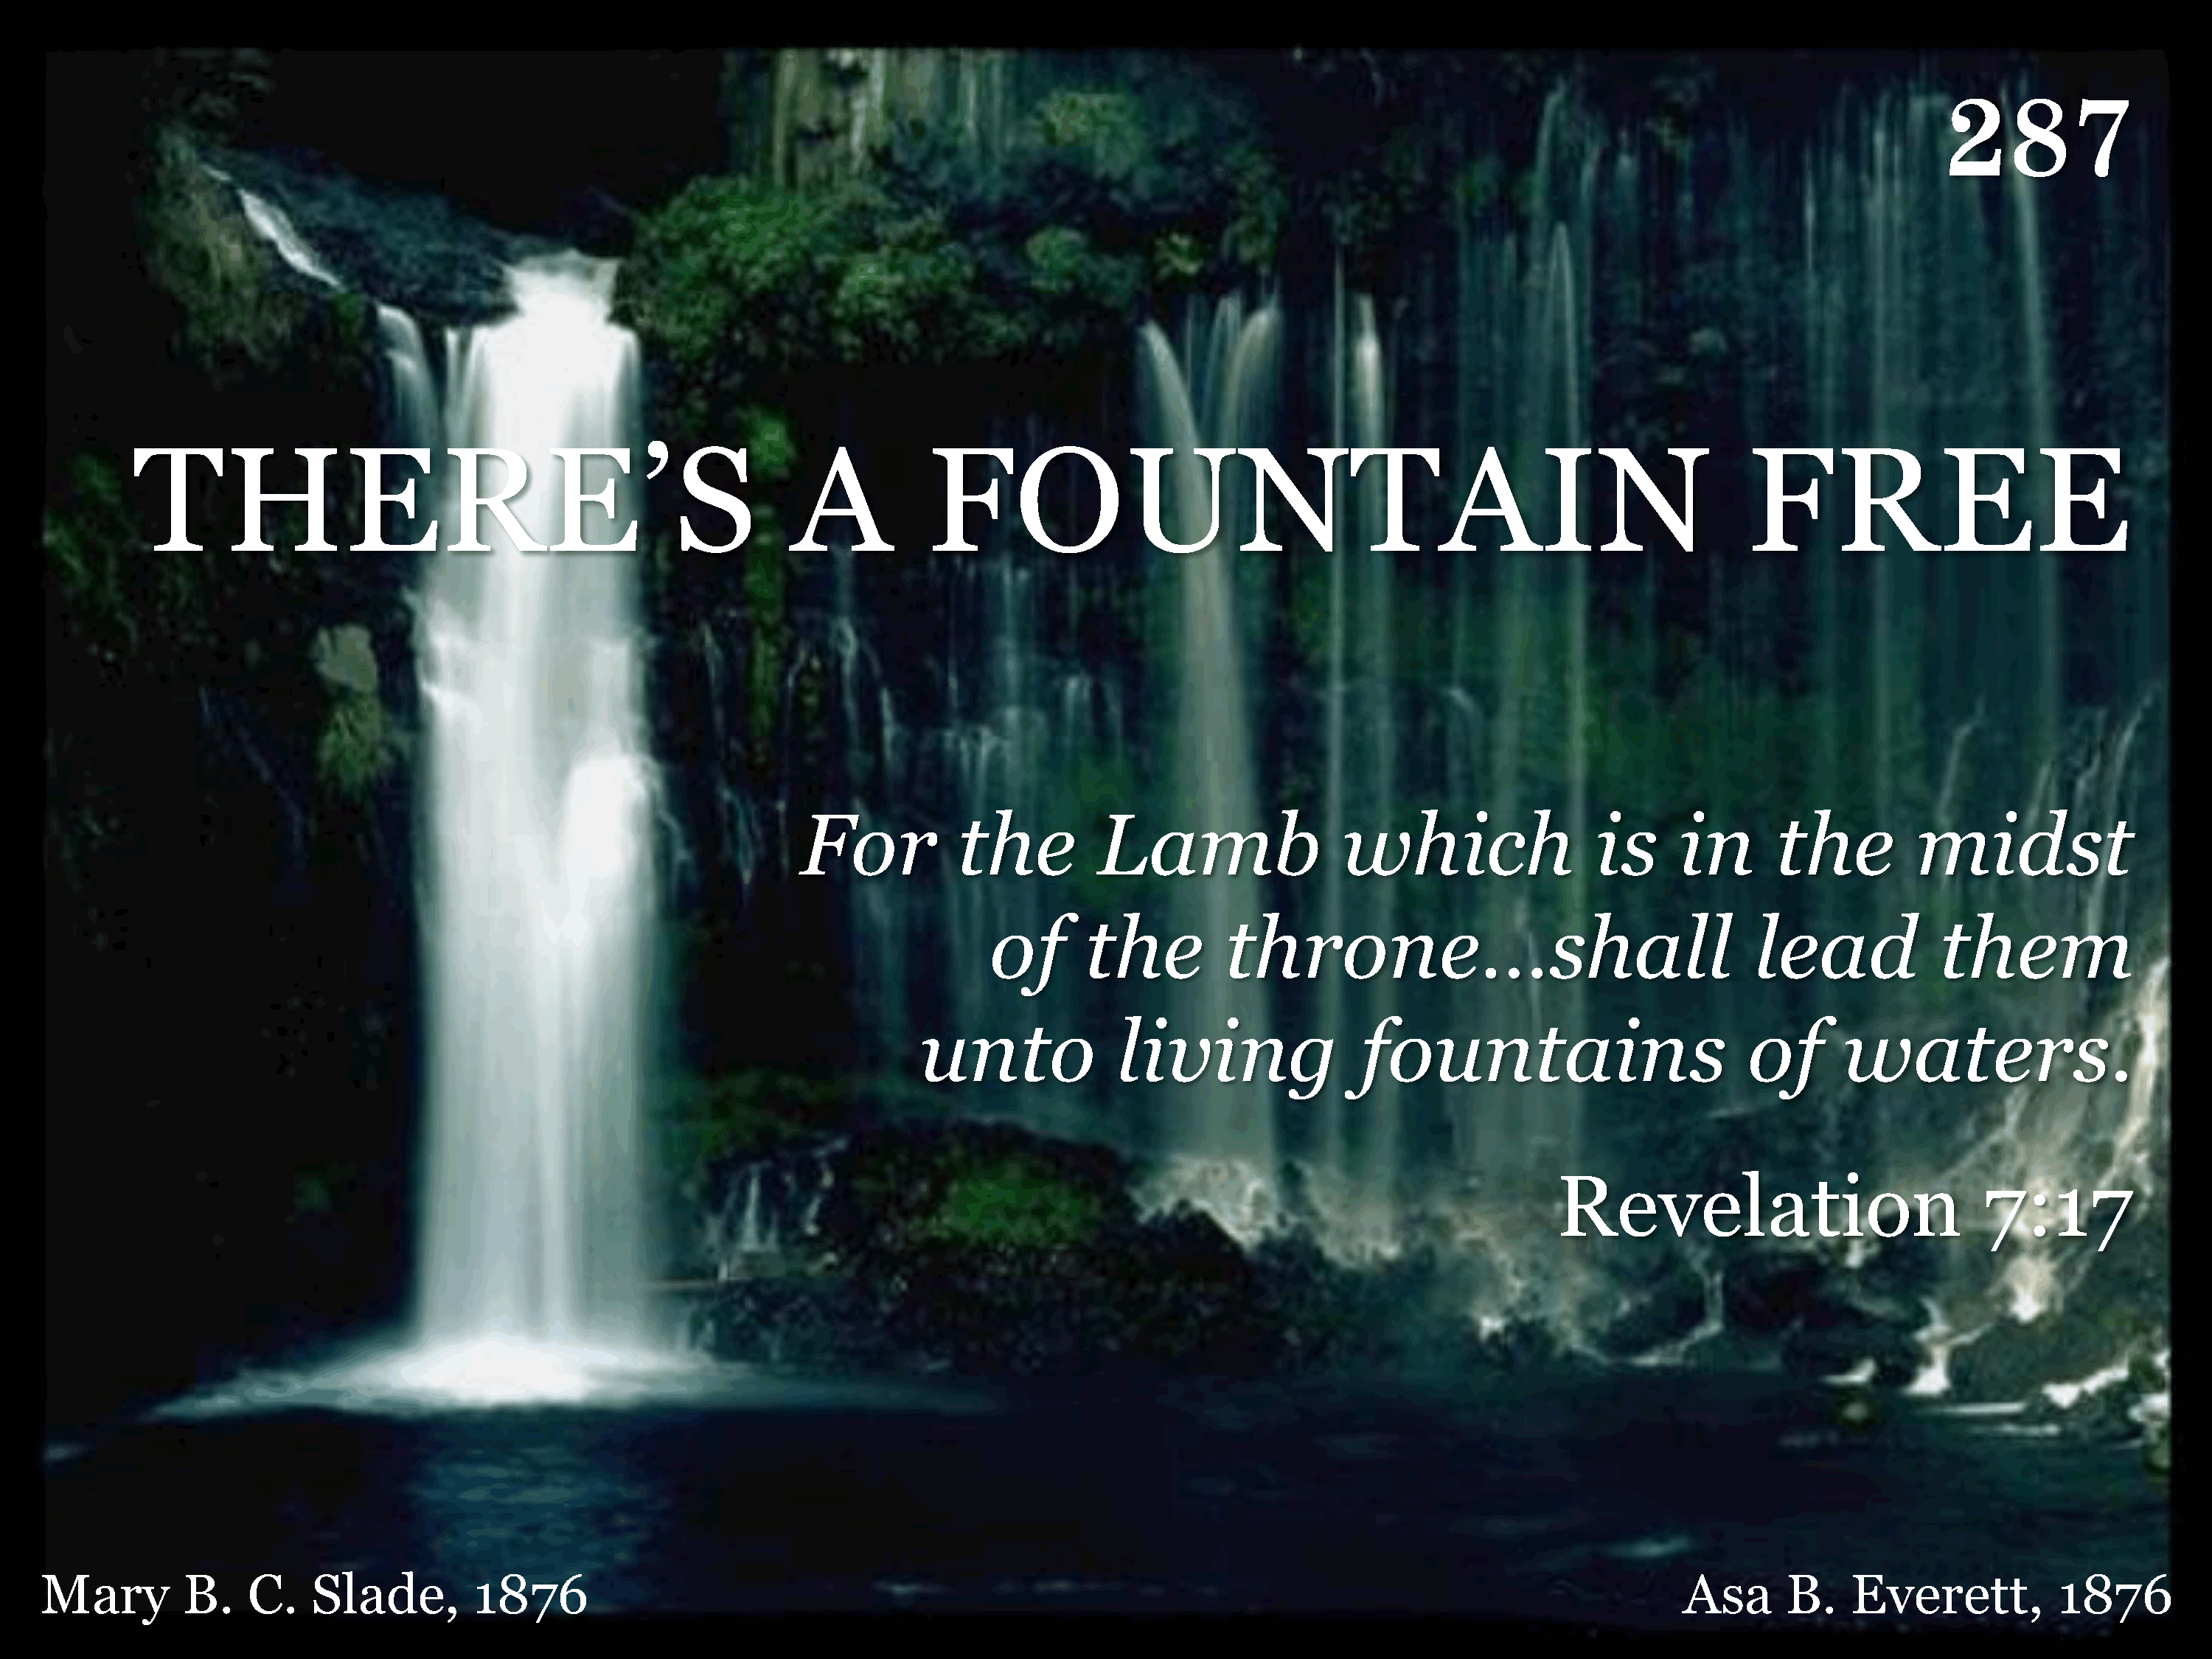 287
THERE’S A FOUNTAIN FREE
For the Lamb which is in the midst
of the throne…shall lead them
unto living fountains of waters.
Revelation 7:17
Mary B. C. Slade, 1876
Asa B. Everett, 1876